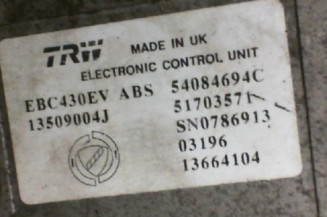 TRW MADE IN UK
ELECTRONIC CONTROL UNIT
EBC430EV ABS 54084694C
13509004J 51703571
SN0786913
03196
13664104